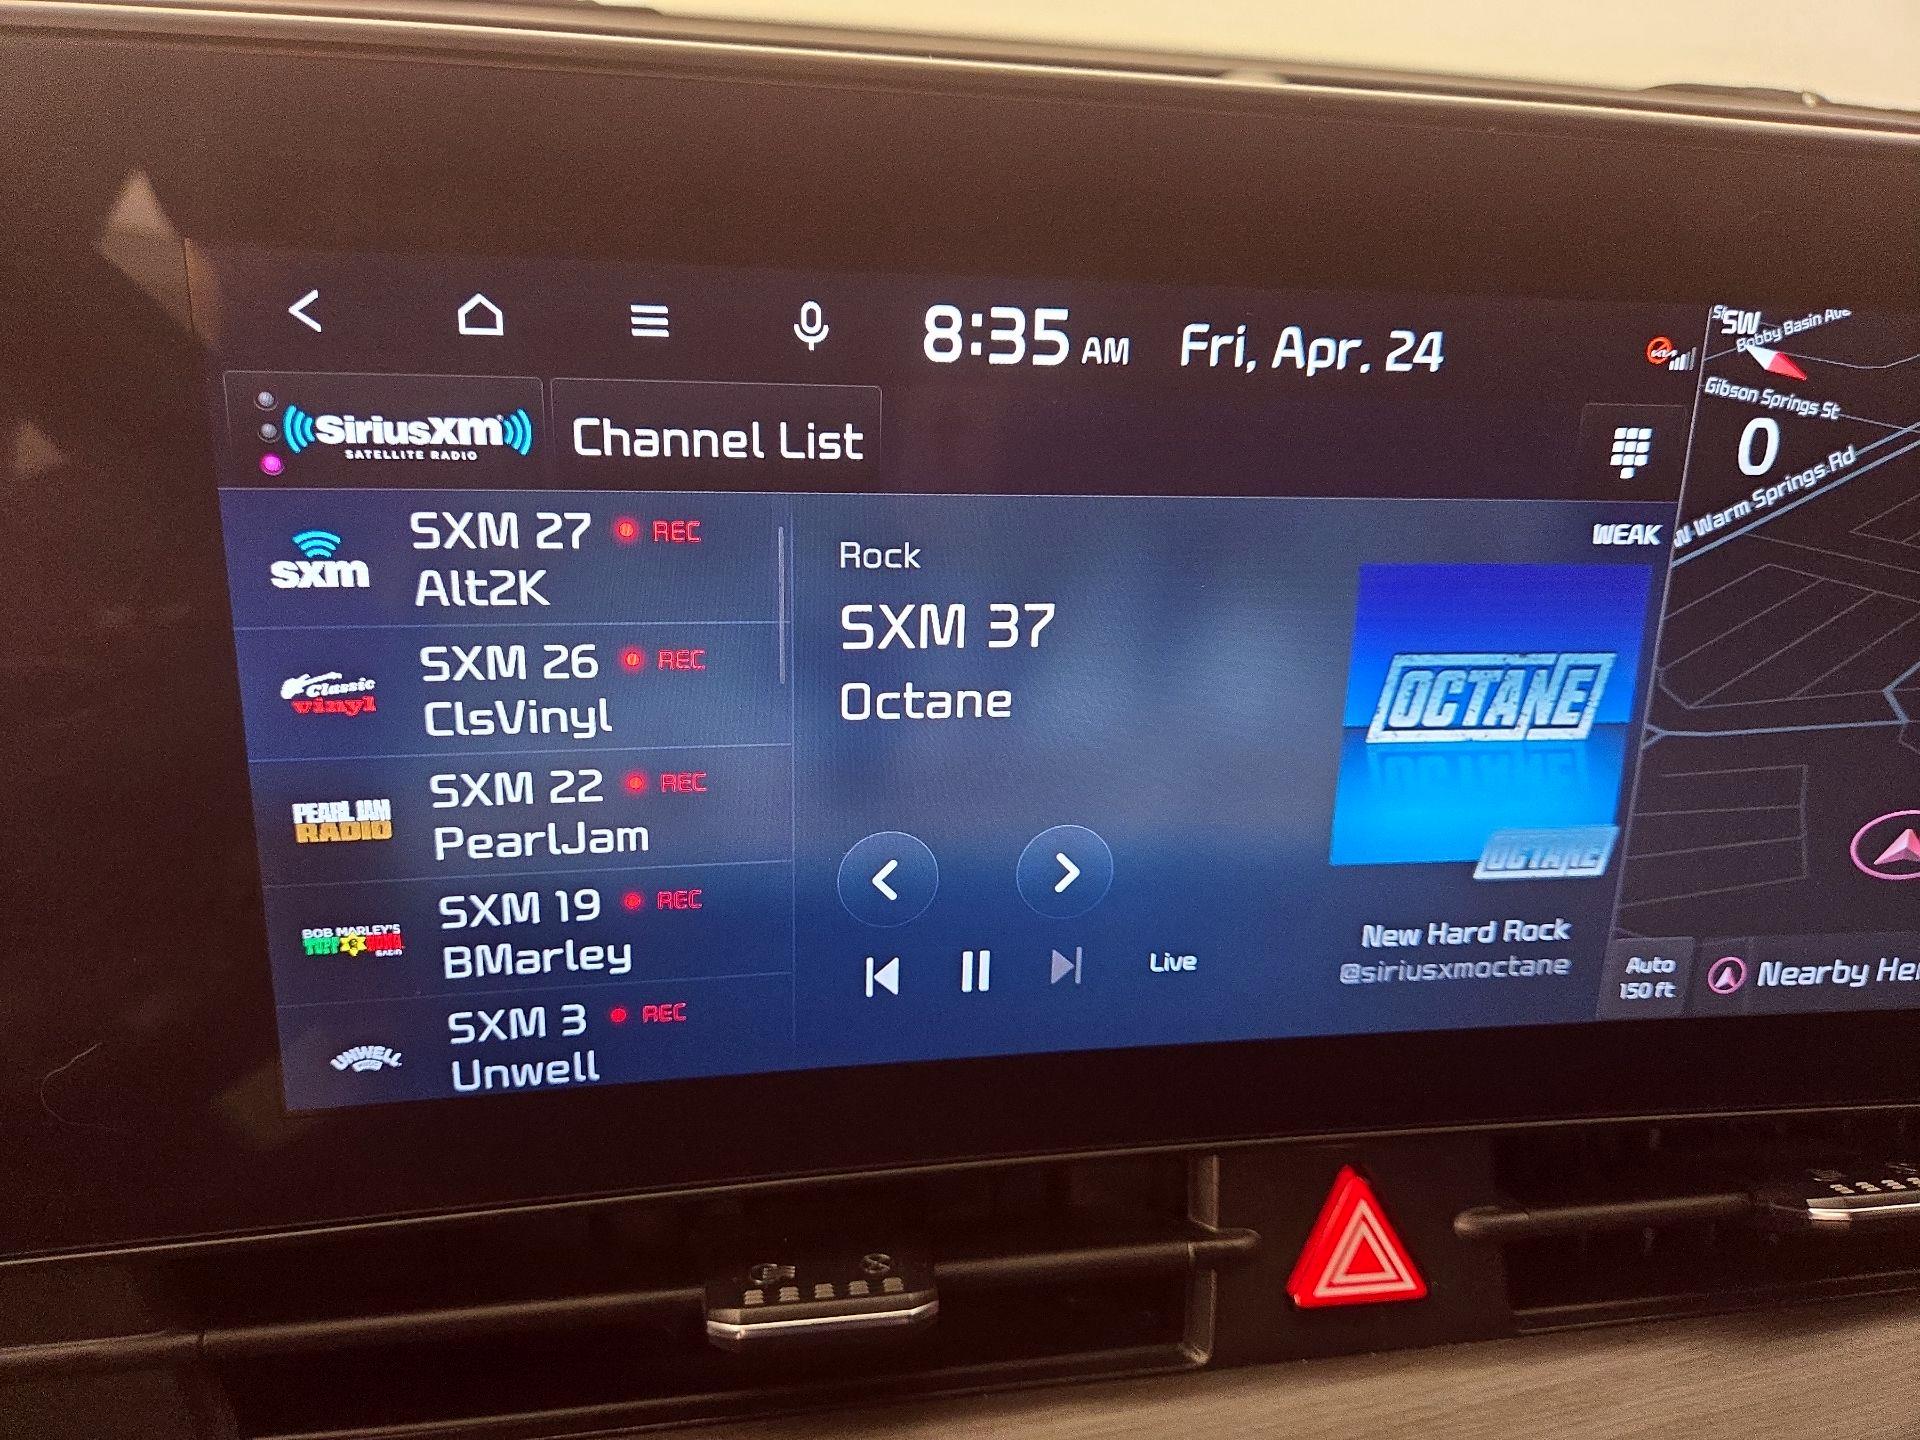 8:35 AM Fri, Apr. 24
SiriusXM
SATELLITE RADIO
Channel List
sxm
SXM 27 REC
Alt2K
Classic
vinyl
SXM 26 REC
ClsVinyl
PEARL JAM
RADIO
SXM 22 REC
PearlJam
BOB MARLEY'S
SXM 19 REC
BMarley
UNWELL
SXM 3 REC
Unwell
WEAK
Rock
SXM 37
Octane
OCTANE
OCTANE
Live
New Hard Rock
@siriusxmoctane
SW
Bobby Basin Ave
Gibson Springs St
0
W Warm Springs Rd
Auto
150 ft
Nearby